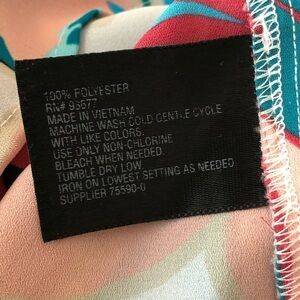 100% POLYESTER
RN# 93677
MADE IN VIETNAM
MACHINE WASH COLD GENTLE CYCLE
WITH LIKE COLORS.
USE ONLY NON-CHLORINE
BLEACH WHEN NEEDED.
TUMBLE DRY LOW.
IRON ON LOWEST SETTING AS NEEDED.
SUPPLIER 75590-0